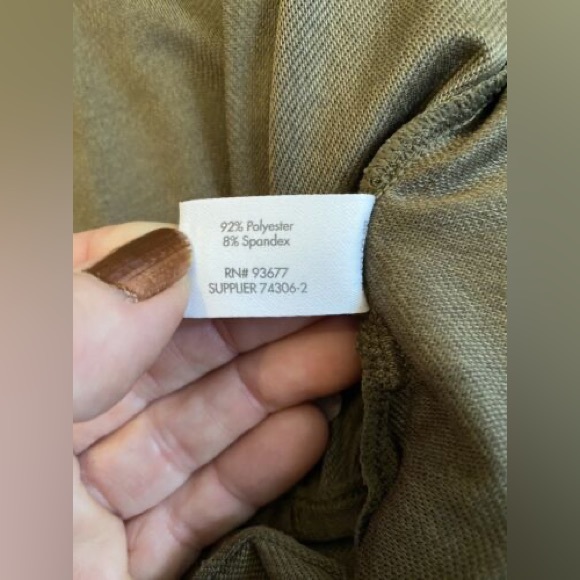 92% Polyester
8% Spandex
RN# 93677
SUPPLIER 74306-2